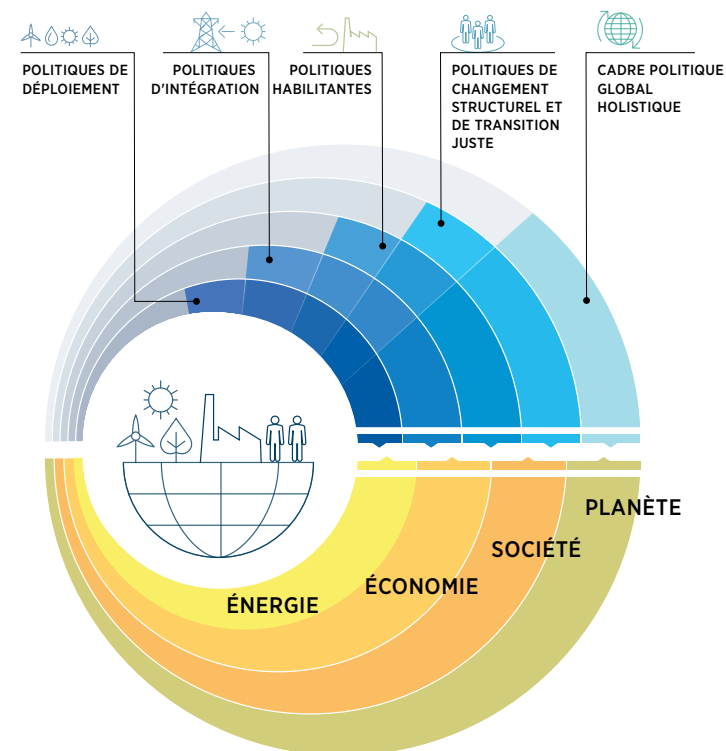 POLITIQUES DE
DÉPLOIEMENT
POLITIQUES
D'INTÉGRATION
POLITIQUES
HABILITANTES
POLITIQUES DE
CHANGEMENT
STRUCTUREL ET
DE TRANSITION
JUSTE
CADRE POLITIQUE
GLOBAL
HOLISTIQUE
PLANÈTE
SOCIÉTÉ
ÉCONOMIE
ÉNERGIE